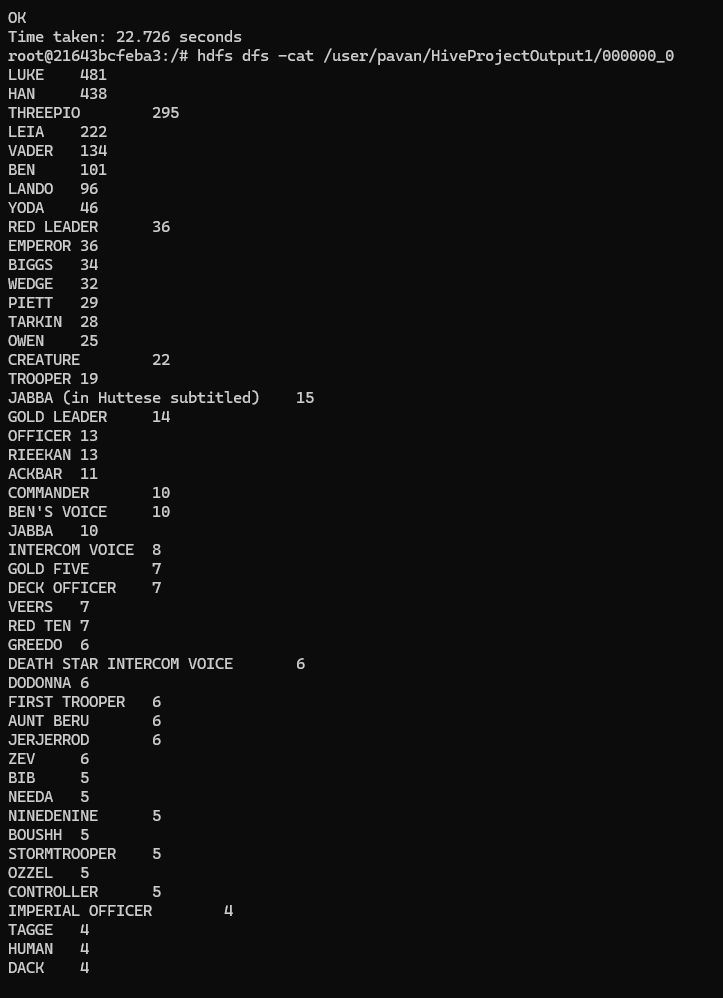 OK
Time taken: 22.726 seconds
root@21643bcfeba3:/# hdfs dfs -cat /user/pavan/HiveProjectOutput1/000000_0
LUKE    481
HAN     438
THREEPIO        295
LEIA    222
VADER   134
BEN     101
LANDO   96
YODA    46
RED LEADER      36
EMPEROR 36
BIGGS   34
WEDGE   32
PIETT   29
TARKIN  28
OWEN    25
CREATURE        22
TROOPER 19
JABBA (in Huttese subtitled)    15
GOLD LEADER     14
OFFICER 13
RIEEKAN 13
ACKBAR  11
COMMANDER       10
BEN'S VOICE     10
JABBA   10
INTERCOM VOICE  8
GOLD FIVE       7
DECK OFFICER    7
VEERS   7
RED TEN 7
GREEDO  6
DEATH STAR INTERCOM VOICE       6
DODONNA 6
FIRST TROOPER   6
AUNT BERU       6
JERJERROD       6
ZEV     6
BIB     5
NEEDA   5
NINEDENINE      5
BOUSHH  5
STORMTROOPER    5
OZZEL   5
CONTROLLER      5
IMPERIAL OFFICER        4
TAGGE   4
HUMAN   4
DACK    4